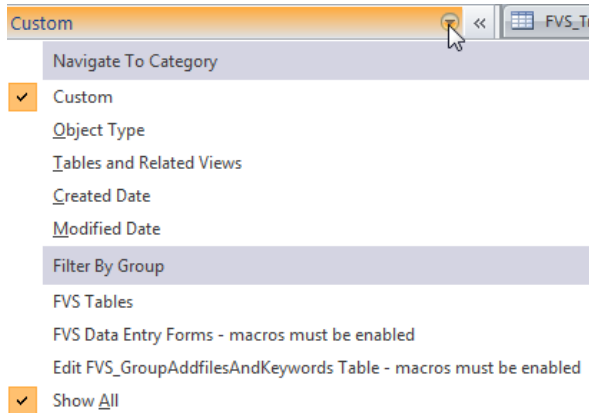 Custom « FVS_T
Navigate To Category
Custom
Object Type
Tables and Related Views
Created Date
Modified Date
Filter By Group
FVS Tables
FVS Data Entry Forms - macros must be enabled
Edit FVS_GroupAddfilesAndKeywords Table - macros must be enabled
Show All